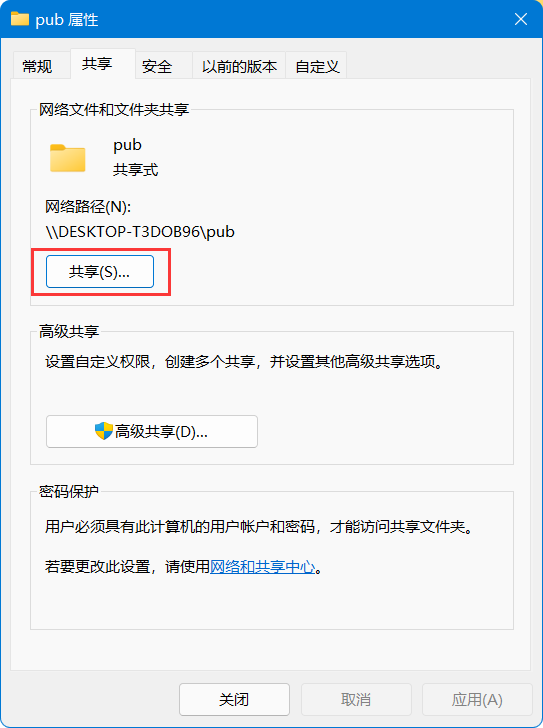 pub 属性
常规 共享 安全 以前的版本 自定义
网络文件和文件夹共享
pub
共享式
网络路径(N):
\\DESKTOP-T3DOB96\pub
共享(S)...
高级共享
设置自定义权限，创建多个共享，并设置其他高级共享选项。
高级共享(D)...
密码保护
用户必须具有此计算机的用户帐户和密码，才能访问共享文件夹。
若要更改此设置，请使用网络和共享中心。
关闭 取消 应用(A)